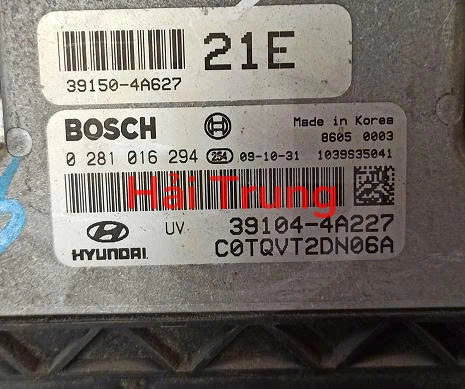 21E
39150-4A627
BOSCH
Made in Korea
8605 0003
0 281 016 294 254 09-10-31 1039S35041
Hải Trung
HYUNDAI
UV
39104-4A227
C0TQVT2DN06A